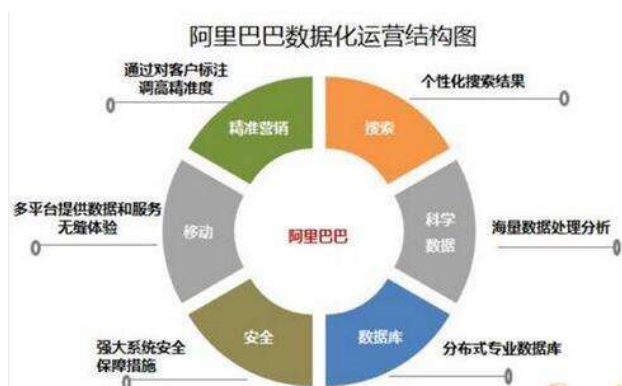 阿里巴巴数据化运营结构图
通过对客户标注
调高精准度
个性化搜索结果
精准营销
搜索
多平台提供数据和服务
无缝体验
移动
阿里巴巴
科学
数据
海量数据处理分析
强大系统安全
保障措施
安全
数据库
分布式专业数据库